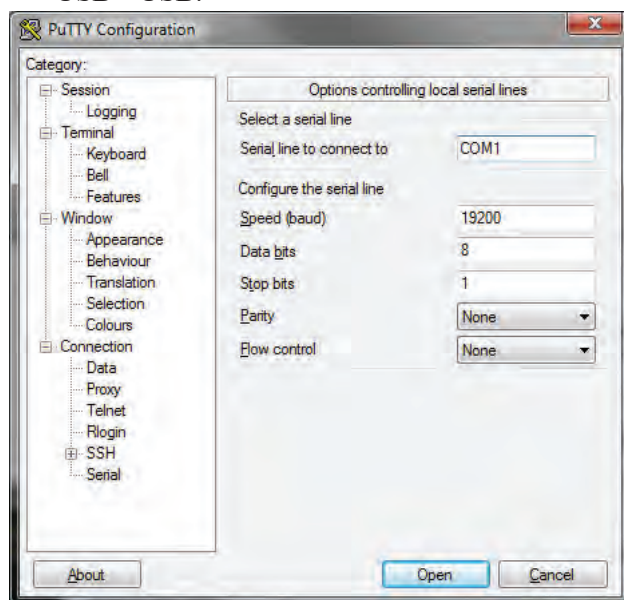 PuTTY Configuration
Category:
Session
Logging
Terminal
Keyboard
Bell
Features
Window
Appearance
Behaviour
Translation
Selection
Colours
Connection
Data
Proxy
Telnet
Rlogin
SSH
Serial
Options controlling local serial lines
Select a serial line
Serial line to connect to COM1
Configure the serial line
Speed (baud) 19200
Data bits 8
Stop bits 1
Parity None
Flow control None
About
Open
Cancel